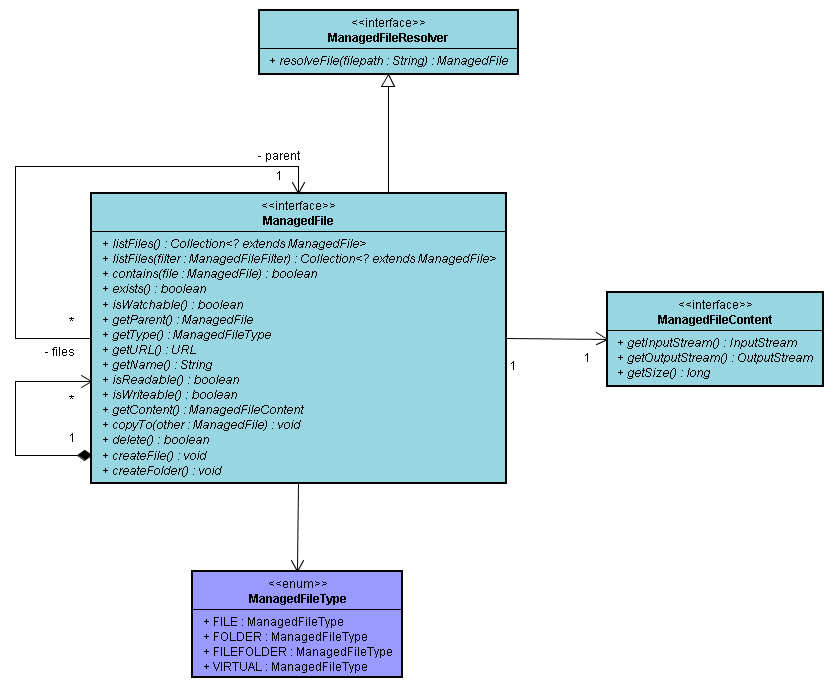 <<interface>>
ManagedFileResolver
+ resolveFile(filepath : String) : ManagedFile
- parent
1
<<interface>>
ManagedFile
+ listFiles() : Collection<? extends ManagedFile>
+ listFiles(filter : ManagedFileFilter) : Collection<? extends ManagedFile>
+ contains(file : ManagedFile) : boolean
+ exists() : boolean
+ isWatchable() : boolean
+ getParent() : ManagedFile
+ getType() : ManagedFileType
+ getURL() : URL
+ getName() : String
+ isReadable() : boolean
+ isWriteable() : boolean
+ getContent() : ManagedFileContent
+ copyTo(other : ManagedFile) : void
+ delete() : boolean
+ createFile() : void
+ createFolder() : void
*
- files
*
1
1
1
<<interface>>
ManagedFileContent
+ getInputStream() : InputStream
+ getOutputStream() : OutputStream
+ getSize() : long
<<enum>>
ManagedFileType
+ FILE : ManagedFileType
+ FOLDER : ManagedFileType
+ FILEFOLDER : ManagedFileType
+ VIRTUAL : ManagedFileType